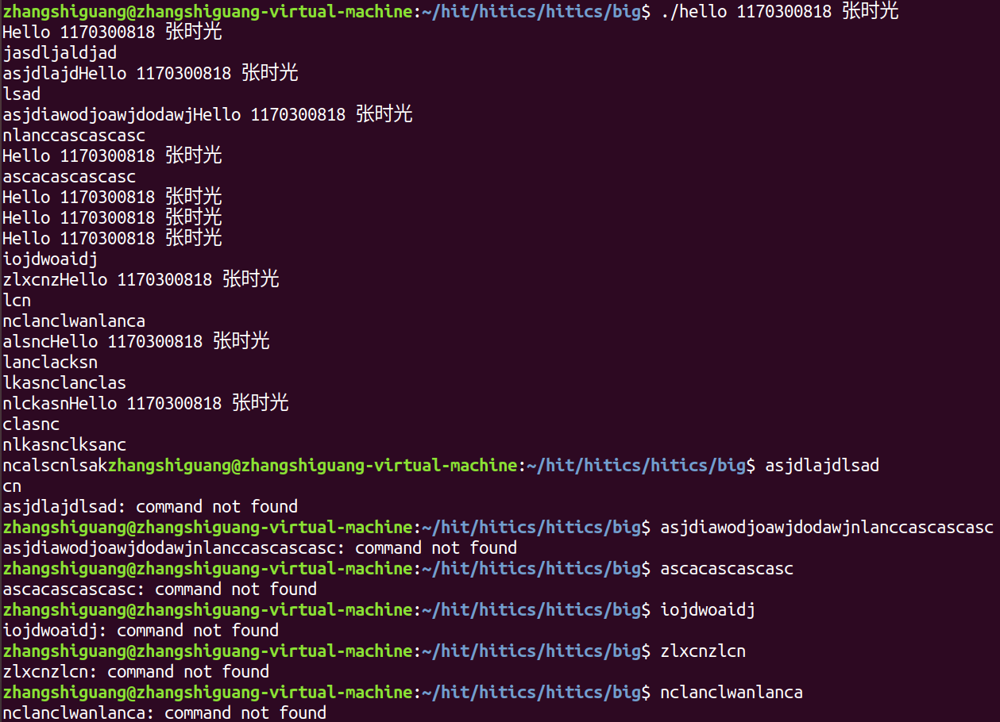 zhangshiguang@zhangshiguang-virtual-machine:~/hit/hitics/hitics/big$ ./hello 1170300818 张时光
Hello 1170300818 张时光
jasdljaldjad
asjdlajdHello 1170300818 张时光
lsad
asjdiawodjoawjdodawjHello 1170300818 张时光
nlanccascascasc
Hello 1170300818 张时光
ascacascascasc
Hello 1170300818 张时光
Hello 1170300818 张时光
Hello 1170300818 张时光
iojdwoaidj
zlxcnzHello 1170300818 张时光
lcn
nclanclwanlanca
alsncHello 1170300818 张时光
lanclacksn
lkasnclanclas
nlckasnHello 1170300818 张时光
clasnc
nlkasnclksanc
ncalscnlsakzhangshiguang@zhangshiguang-virtual-machine:~/hit/hitics/hitics/big$ asjdlajdlsad
cn
asjdlajdlsad: command not found
zhangshiguang@zhangshiguang-virtual-machine:~/hit/hitics/hitics/big$ asjdiawodjoawjdodawjnlanccascascasc
asjdiawodjoawjdodawjnlanccascascasc: command not found
zhangshiguang@zhangshiguang-virtual-machine:~/hit/hitics/hitics/big$ ascacascascasc
ascacascascasc: command not found
zhangshiguang@zhangshiguang-virtual-machine:~/hit/hitics/hitics/big$ iojdwoaidj
iojdwoaidj: command not found
zhangshiguang@zhangshiguang-virtual-machine:~/hit/hitics/hitics/big$ zlxcnzlcn
zlxcnzlcn: command not found
zhangshiguang@zhangshiguang-virtual-machine:~/hit/hitics/hitics/big$ nclanclwanlanca
nclanclwanlanca: command not found